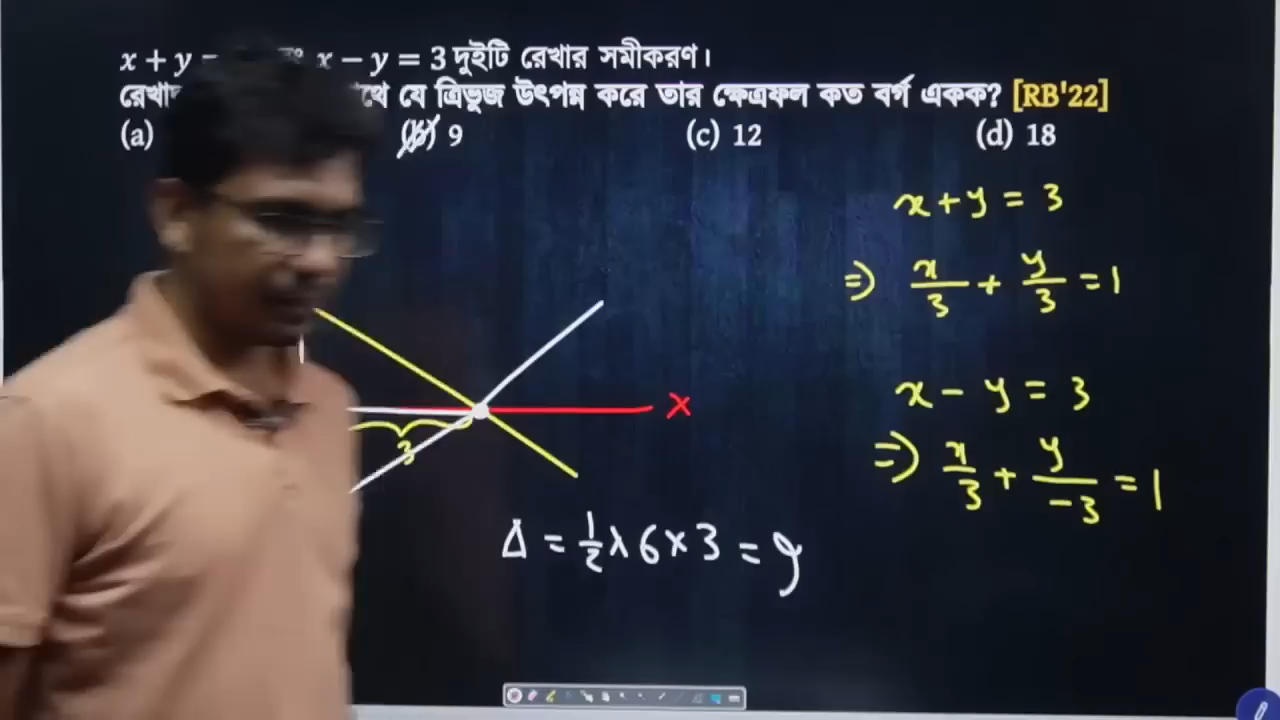 x + y = x − y = 3 দুইটি রেখার সমীকরণ।
যে ত্রিভুজ উৎপন্ন করে তার ক্ষেত্রফল কত বর্গ একক? [RB'22]
(a) (b) 9 (c) 12 (d) 18
x + y = 3
⇒ x/3 + y/3 = 1
x − y = 3
⇒ x/3 + y/−3 = 1
X
3
Δ = 1/2 × 6 × 3 = 9